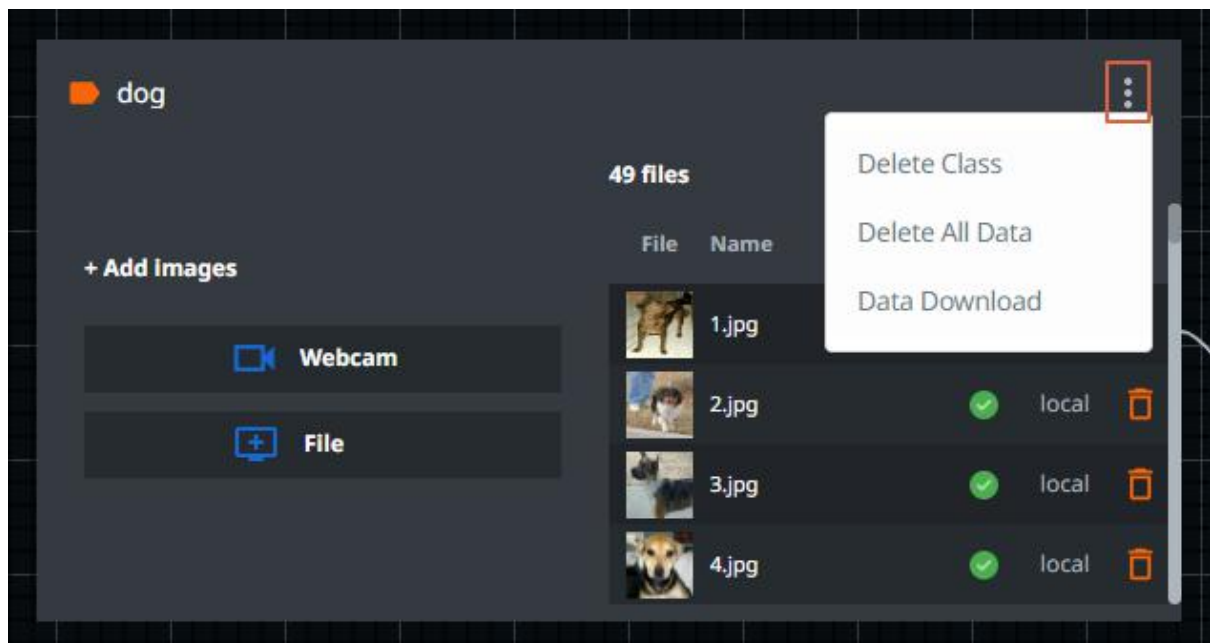 dog
49 files
Delete Class
File Name
Delete All Data
+ Add images
Data Download
1.jpg
Webcam
2.jpg local
File
3.jpg local
4.jpg local